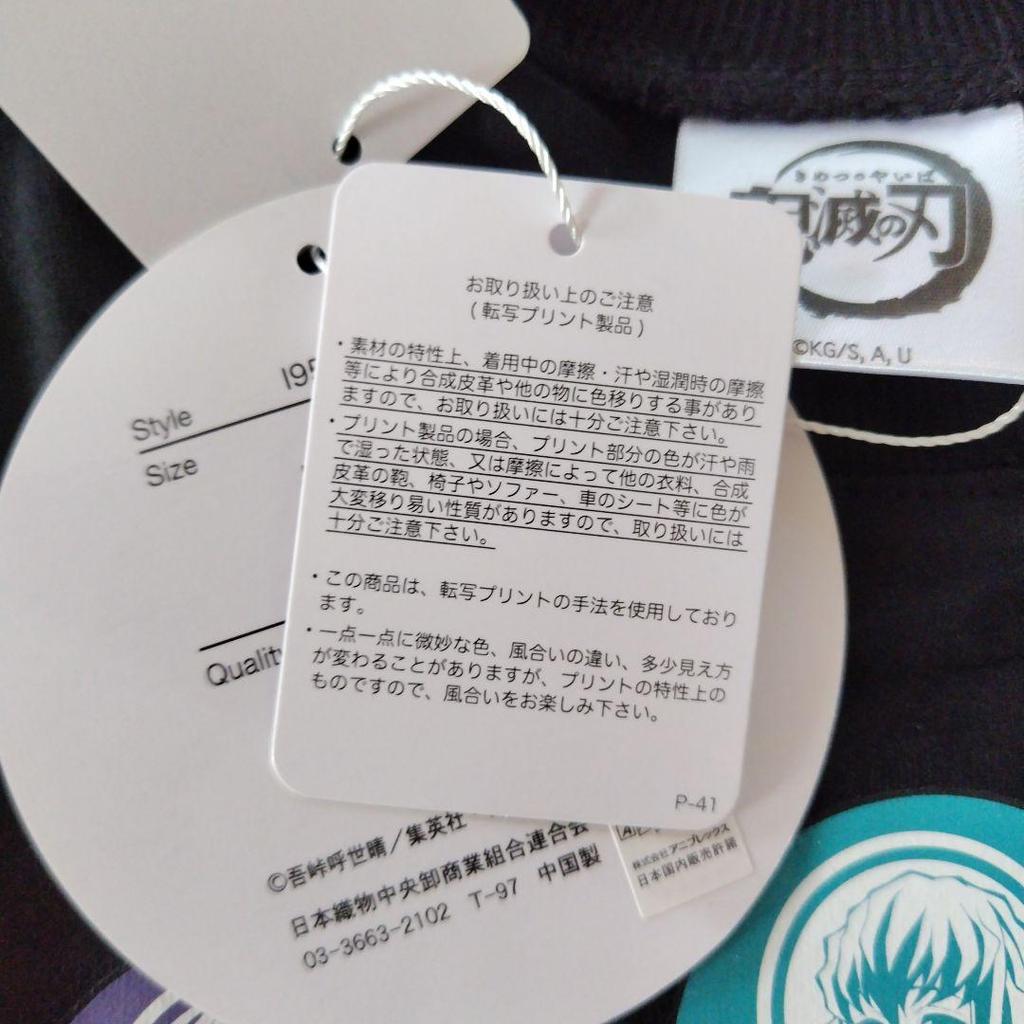 きめつのやいば
滅の刃
©KG/S, A, U
お取り扱い上のご注意
(転写プリント製品)
・素材の特性上、着用中の摩擦・汗や湿潤時の摩擦
等により合成皮革や他の物に色移りする事があり
ますので、お取り扱いには十分ご注意下さい。
・プリント製品の場合、プリント部分の色が汗や雨
で湿った状態、又は摩擦によって他の衣料、合成
皮革の鞄、椅子やソファー、車のシート等に色が
大変移り易い性質がありますので、取り扱いには
十分ご注意下さい。
・この商品は、転写プリントの手法を使用しており
ます。
・一点一点に微妙な色、風合いの違い、多少見え方
が変わることがありますが、プリントの特性上の
ものですので、風合いをお楽しみ下さい。
P-41
Style
Size
©吾峠呼世晴／集英社
日本織物中央卸商業組合連合会
03-3663-2102 T-97 中国製
株式会社アニプレックス
日本国内販売許諾